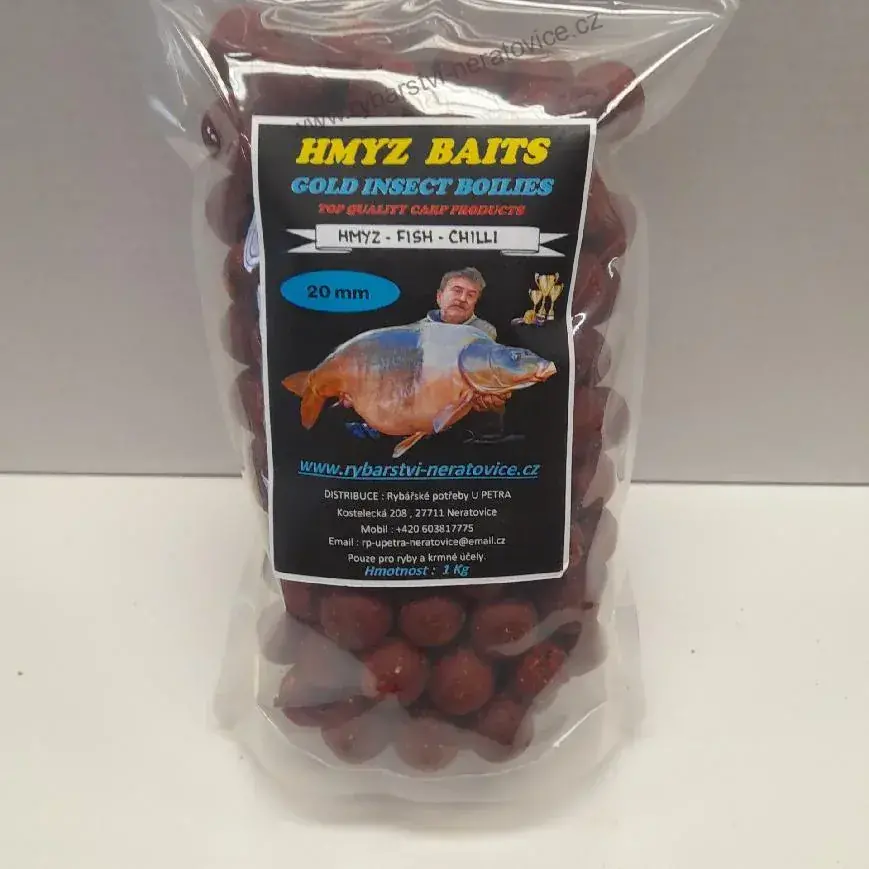 www.rybarstvi-neratovice.cz
HMYZ BAITS
GOLD INSECT BOILIES
TOP QUALITY CARP PRODUCTS
HMYZ - FISH - CHILLI
20 mm
www.rybarstvi-neratovice.cz
DISTRIBUCE : Rybářské potřeby U PETRA
Kostelecká 208 , 27711 Neratovice
Mobil : +420 603817775
Email : rp-upetra-neratovice@email.cz
Pouze pro ryby a krmné účely.
Hmotnost : 1 Kg